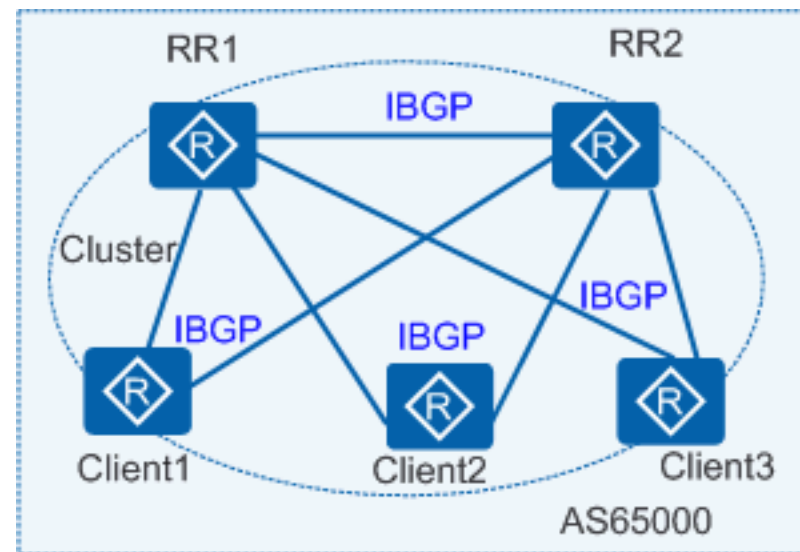 RR1
RR2
IBGP
R
R
Cluster
IBGP
IBGP
IBGP
R
R
R
Client1
Client2
Client3
AS65000